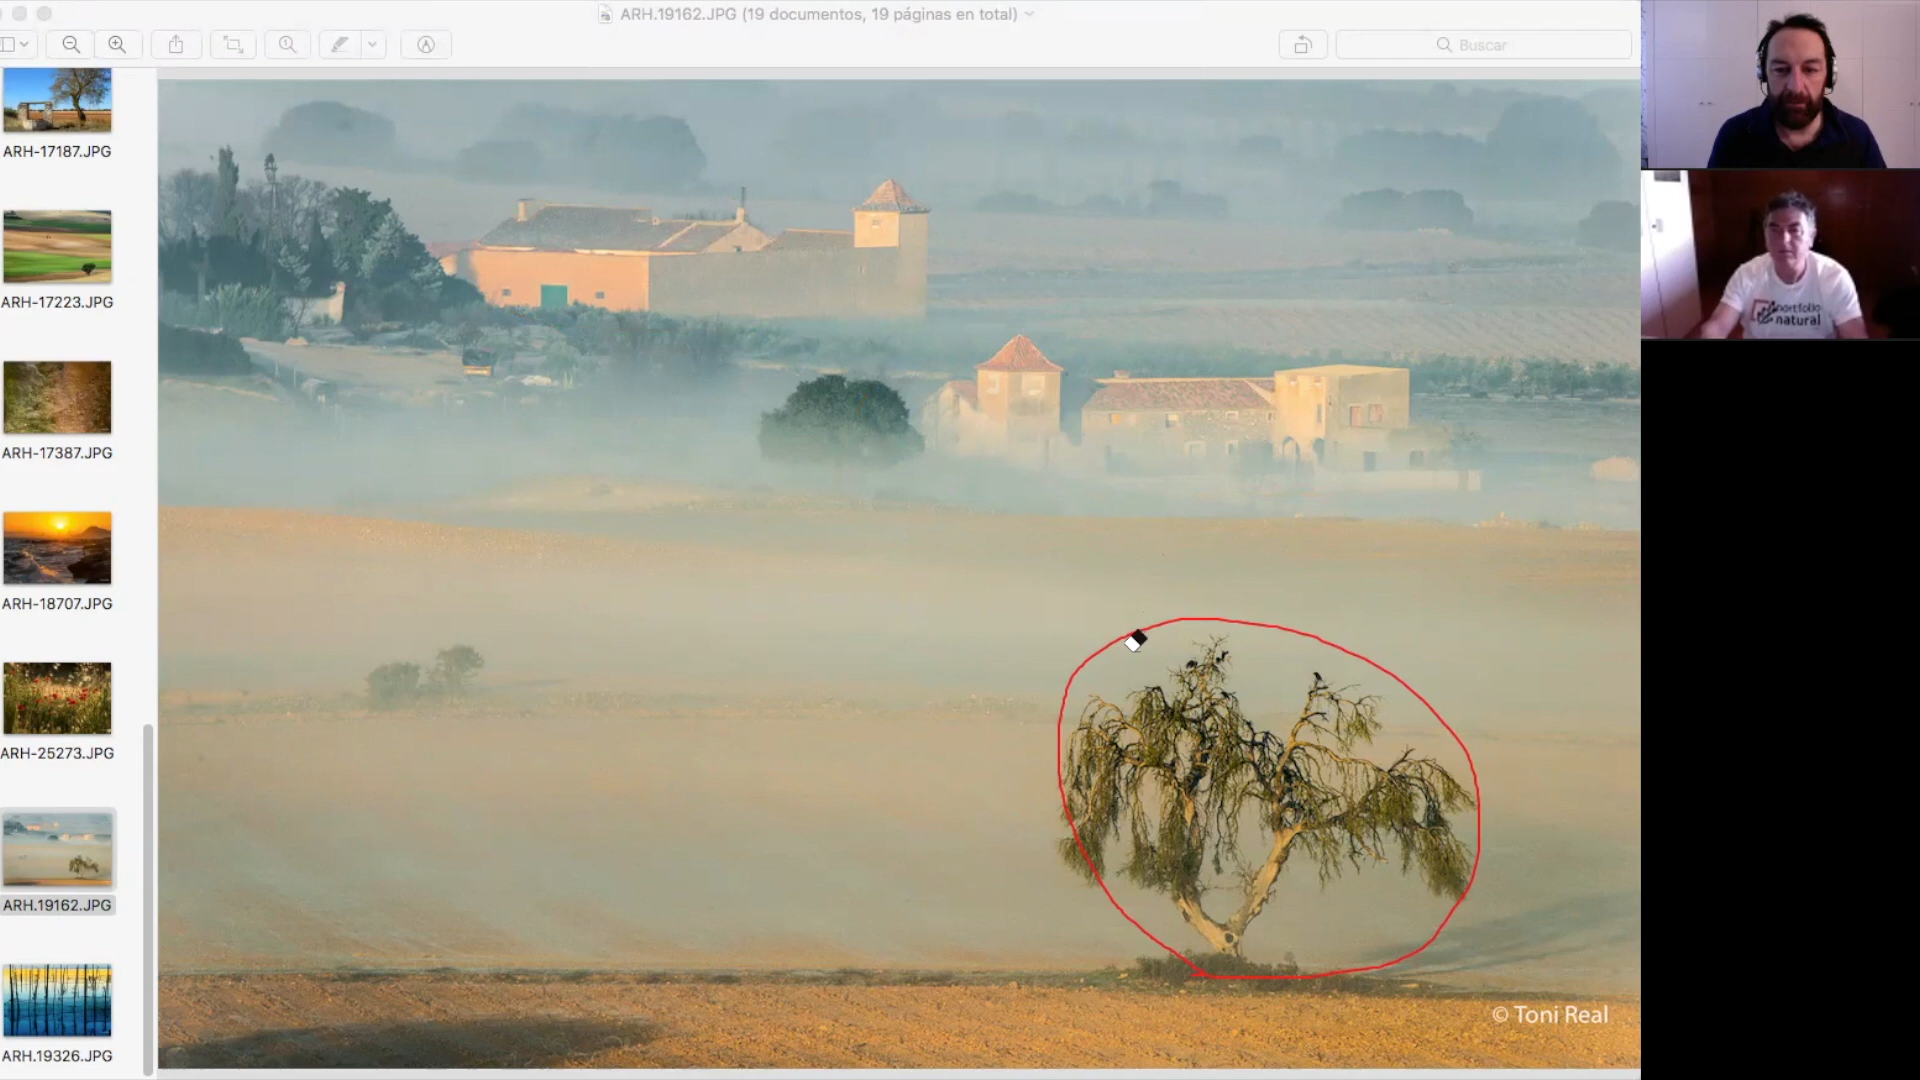 ARH.19162.JPG (19 documentos, 19 páginas en total)
Buscar
ARH-17187.JPG
ARH-17223.JPG
ARH-17387.JPG
ARH-18707.JPG
ARH-25273.JPG
ARH.19162.JPG
ARH.19326.JPG
© Toni Real
portfolio
natural